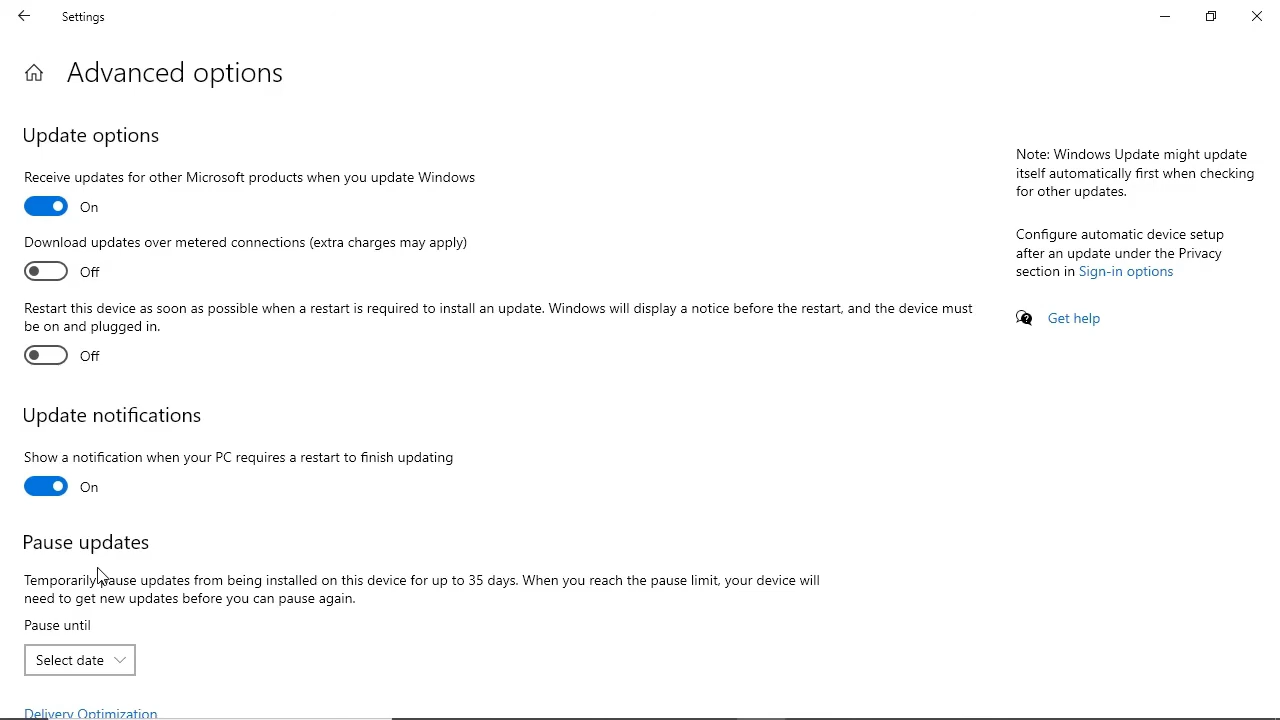 Settings
Advanced options
Update options
Receive updates for other Microsoft products when you update Windows
On
Download updates over metered connections (extra charges may apply)
Off
Restart this device as soon as possible when a restart is required to install an update. Windows will display a notice before the restart, and the device must
be on and plugged in.
Off
Update notifications
Show a notification when your PC requires a restart to finish updating
On
Pause updates
Temporarily pause updates from being installed on this device for up to 35 days. When you reach the pause limit, your device will
need to get new updates before you can pause again.
Pause until
Select date
Delivery Optimization
Note: Windows Update might update
itself automatically first when checking
for other updates.
Configure automatic device setup
after an update under the Privacy
section in Sign-in options
Get help